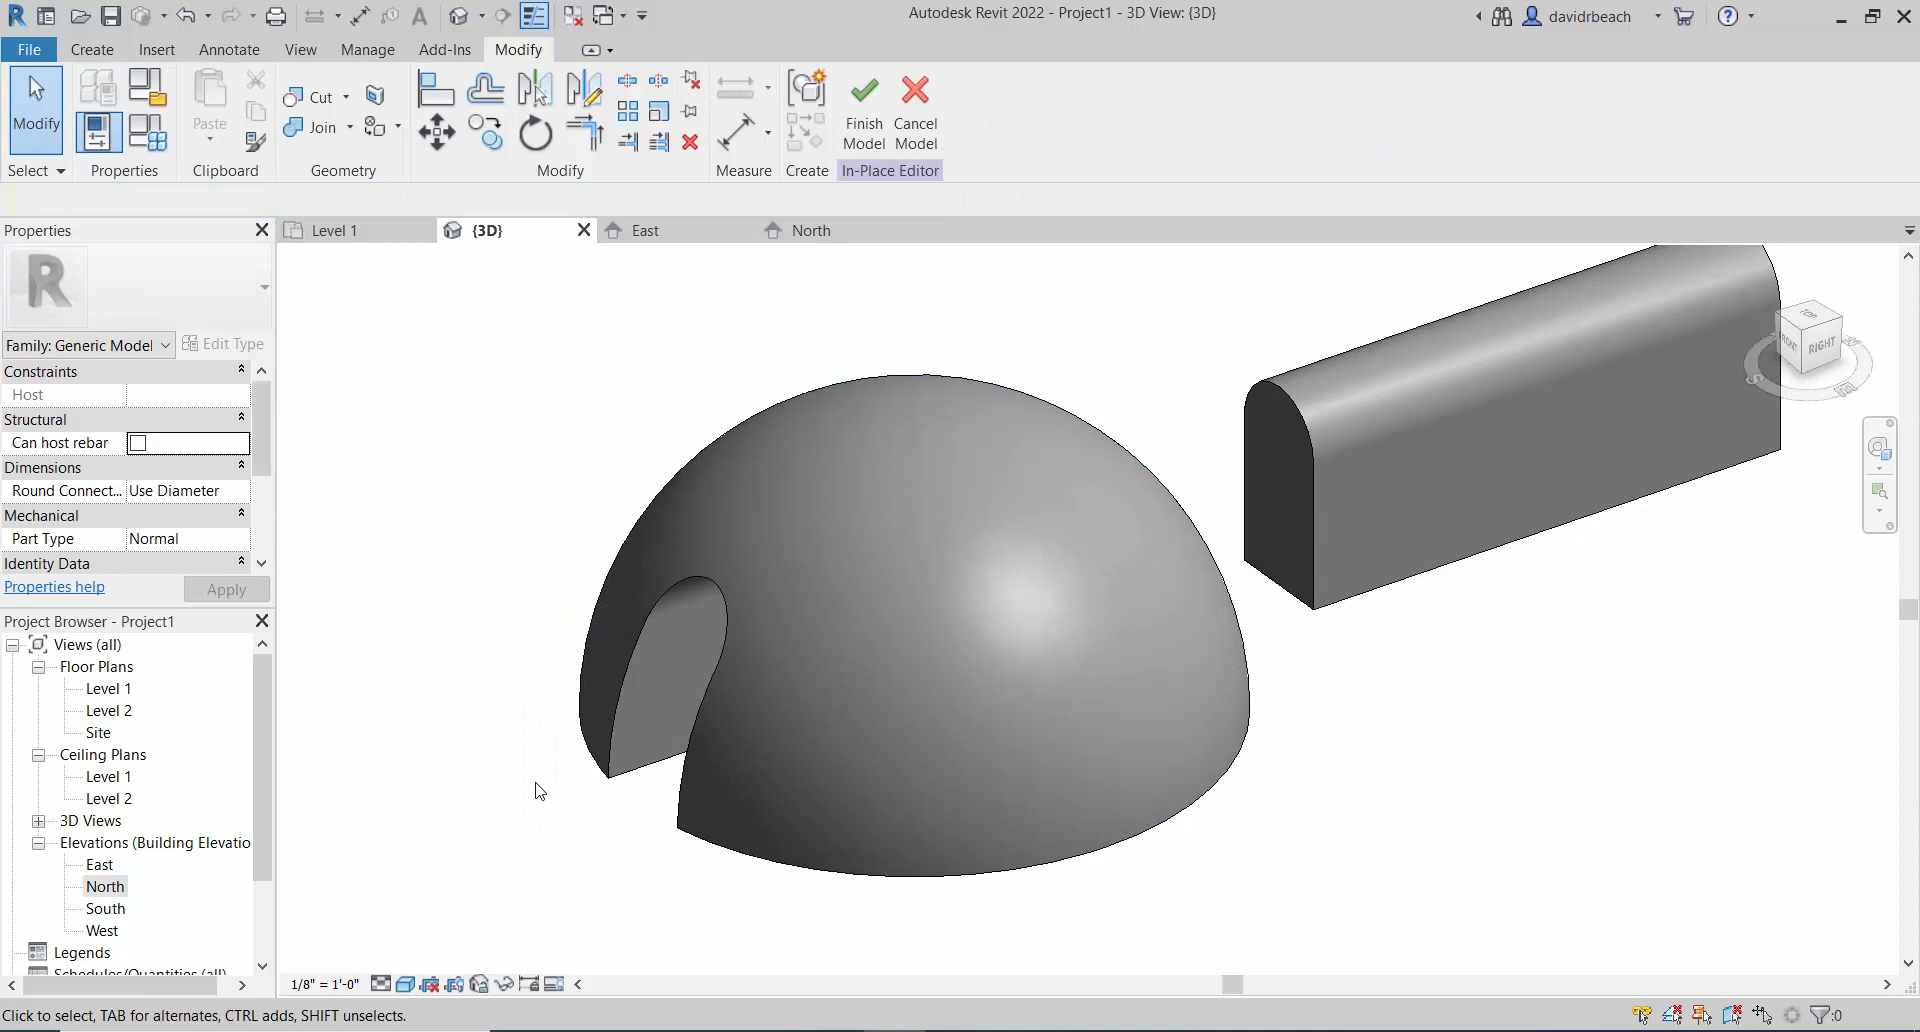 Autodesk Revit 2022 - Project1 - 3D View: {3D}
davidrbeach
File
Create
Insert
Annotate
View
Manage
Add-Ins
Modify
Modify
Paste
Cut
Join
Finish
Model
Cancel
Model
Select
Properties
Clipboard
Geometry
Modify
Measure
Create
In-Place Editor
Properties
Level 1
{3D}
East
North
R
Family: Generic Model
Edit Type
Constraints
Host
Structural
Can host rebar
Dimensions
Round Connect... Use Diameter
Mechanical
Part Type Normal
Identity Data
Properties help
Apply
TOP
FRONT
RIGHT
Project Browser - Project1
Views (all)
Floor Plans
Level 1
Level 2
Site
Ceiling Plans
Level 1
Level 2
3D Views
Elevations (Building Elevatio
East
North
South
West
Legends
Schedules/Quantities (all)
1/8" = 1'-0"
Click to select, TAB for alternates, CTRL adds, SHIFT unselects.
:0